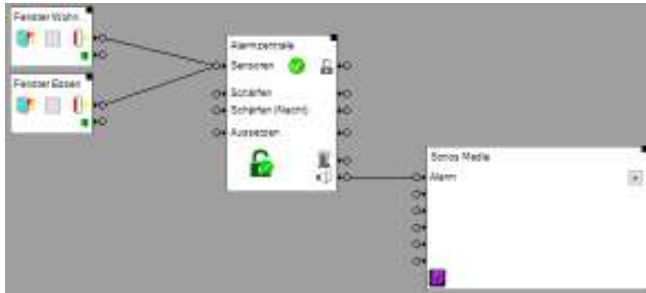 Fenster Wohn...
Fenster Essen
Alarmzentrale
Sensoren
Schärfen
Schärfen (Nacht)
Aussetzen
Sonos Media
Alarm